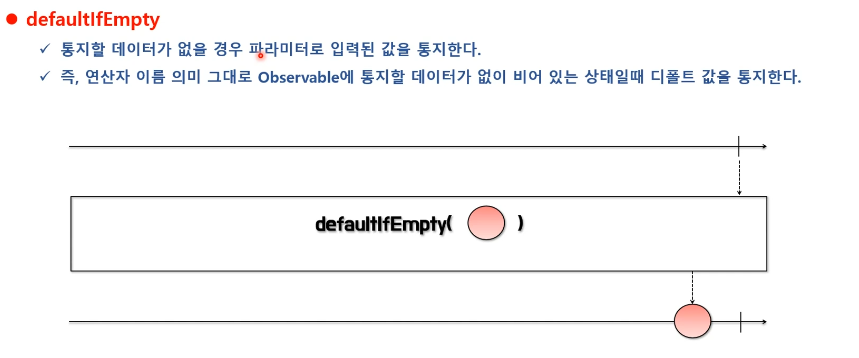 defaultIfEmpty
통지할 데이터가 없을 경우 파라미터로 입력된 값을 통지한다.
즉, 연산자 이름 의미 그대로 Observable에 통지할 데이터가 없이 비어 있는 상태일때 디폴트 값을 통지한다.
defaultIfEmpty( )